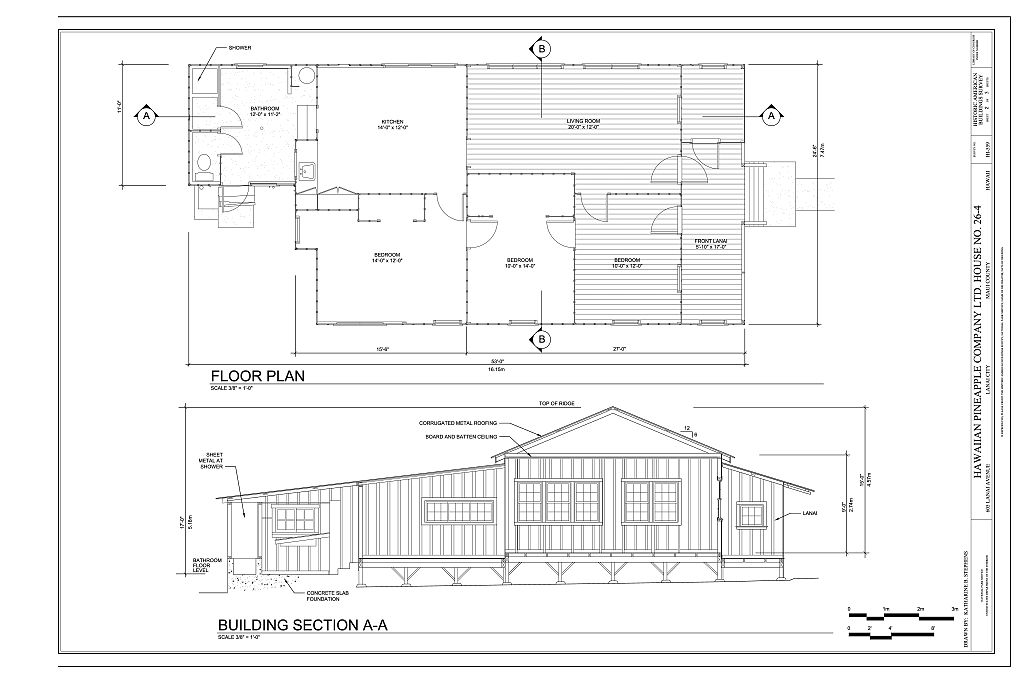 B
SHOWER
11'-0"
A
BATHROOM
12'-0" x 11'-2"
KITCHEN
14'-0" x 12'-0"
LIVING ROOM
20'-0" x 12'-0"
A
24'-6"
7.47m
FRONT LANAI
5'-10" x 17'-0"
BEDROOM
14'-0" x 12'-0"
BEDROOM
10'-0" x 14'-0"
BEDROOM
10'-0" x 12'-0"
B
15'-6"
27'-0"
53'-0"
16.15m
FLOOR PLAN
SCALE 3/8" = 1'-0"
TOP OF RIDGE
CORRUGATED METAL ROOFING
BOARD AND BATTEN CEILING
12
6
SHEET
METAL AT
SHOWER
17'-0"
5.18m
BATHROOM
FLOOR
LEVEL
LANAI
9'-0"
2.74m
15'-0"
4.57m
CONCRETE SLAB
FOUNDATION
BUILDING SECTION A-A
SCALE 3/8" = 1'-0"
0 1m 2m 3m
0 2' 4' 8'
HISTORIC AMERICAN
BUILDINGS SURVEY
SHEET 2 OF 3 SHEETS
HI-559
HAWAIIAN PINEAPPLE COMPANY LTD. HOUSE NO. 26-4
605 LANAI AVENUE LANAI CITY MAUI COUNTY HAWAII
DRAWN BY: KATHARINE B. STEPHENS